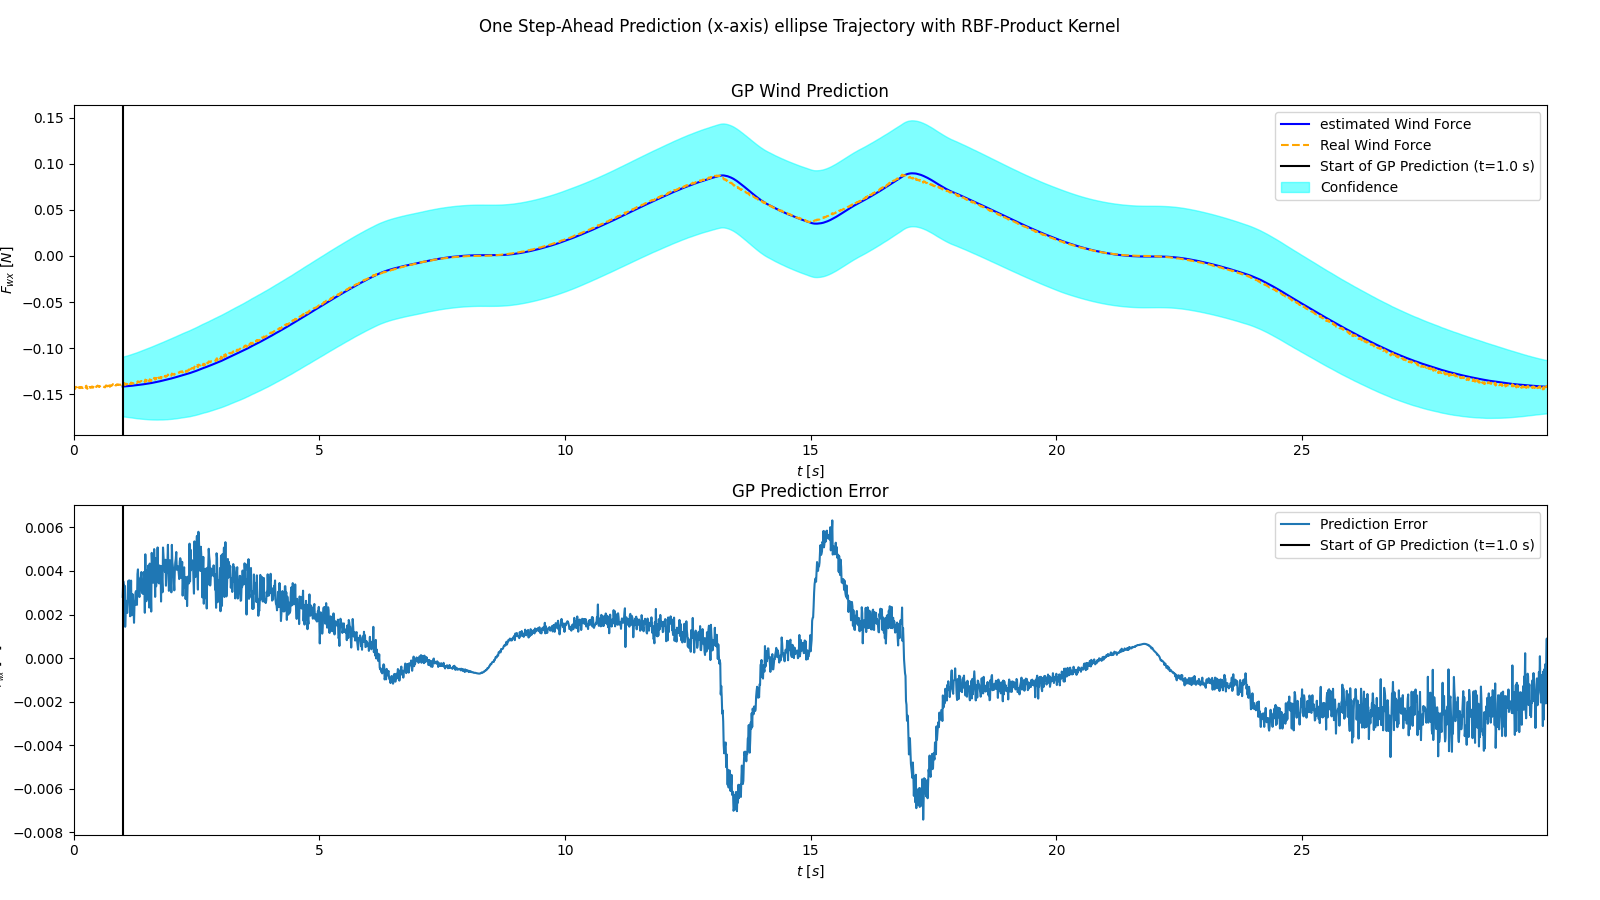 One Step-Ahead Prediction (x-axis) ellipse Trajectory with RBF-Product Kernel
GP Wind Prediction
0.15
0.10
0.05
0.00
−0.05
−0.10
−0.15
F_wx [N]
estimated Wind Force
Real Wind Force
Start of GP Prediction (t=1.0 s)
Confidence
0 5 10 15 20 25
t [s]
GP Prediction Error
0.006
0.004
0.002
0.000
−0.002
−0.004
−0.006
−0.008
Prediction Error
Start of GP Prediction (t=1.0 s)
0 5 10 15 20 25
t [s]